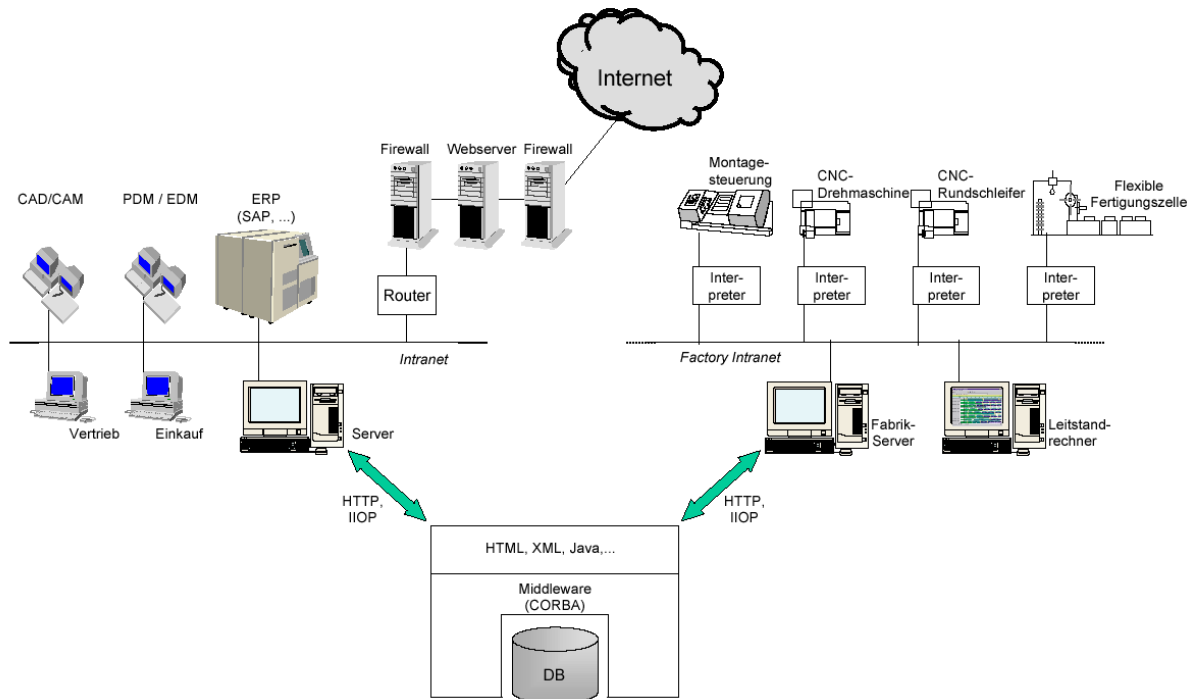 Internet
Firewall
Webserver
Firewall
CAD/CAM
PDM / EDM
ERP
(SAP, ...)
Router
Intranet
Vertrieb
Einkauf
Server
Montage-
steuerung
CNC-
Drehmaschine
CNC-
Rundschleifer
Flexible
Fertigungszelle
Inter-
preter
Inter-
preter
Inter-
preter
Inter-
preter
Factory Intranet
Fabrik-
Server
Leitstand-
rechner
HTTP,
IIOP
HTTP,
IIOP
HTML, XML, Java,...
Middleware
(CORBA)
DB